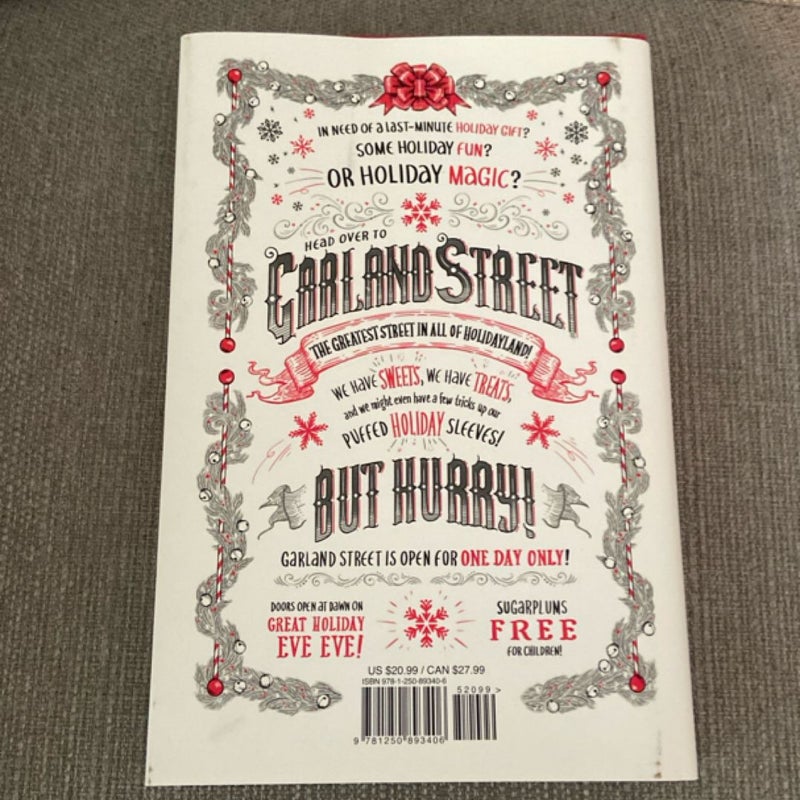 IN NEED OF A LAST-MINUTE HOLIDAY GIFT?
SOME HOLIDAY FUN?
OR HOLIDAY MAGIC?
HEAD OVER TO
GARLAND STREET
THE GREATEST STREET IN ALL OF HOLIDAYLAND!
WE HAVE SWEETS, WE HAVE TREATS,
and we might even have a few tricks up our
PUFFED HOLIDAY SLEEVES!
BUT HURRY!
GARLAND STREET IS OPEN FOR ONE DAY ONLY!
DOORS OPEN AT DAWN ON
GREAT HOLIDAY
EVE EVE!
SUGARPLUMS
FREE
FOR CHILDREN!
US $20.99 / CAN $27.99
ISBN 978-1-250-89340-6
52099 >
9 781250 893406